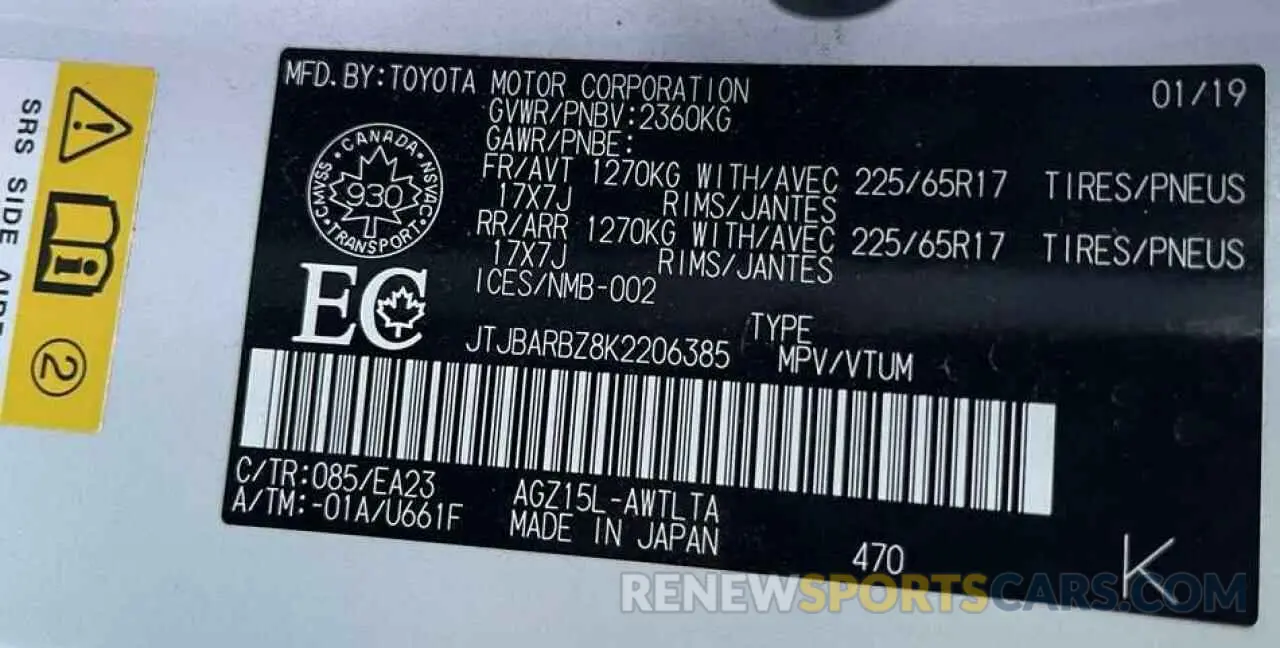 MFD. BY:TOYOTA MOTOR CORPORATION 01/19
GVWR/PNBV:2360KG
GAWR/PNBE:
FR/AVT 1270KG WITH/AVEC 225/65R17 TIRES/PNEUS
17X7J RIMS/JANTES
RR/ARR 1270KG WITH/AVEC 225/65R17 TIRES/PNEUS
17X7J RIMS/JANTES
ICES/NMB-002
CANADA
CMVSS 930 NSVAC
TRANSPORT
EC
TYPE
JTJBARBZ8K2206385 MPV/VTUM
C/TR:085/EA23 AGZ15L-AWTLTA
A/TM:-01A/U661F MADE IN JAPAN
470 K
SRS SIDE
2
RENEWSPORTSCARS.COM